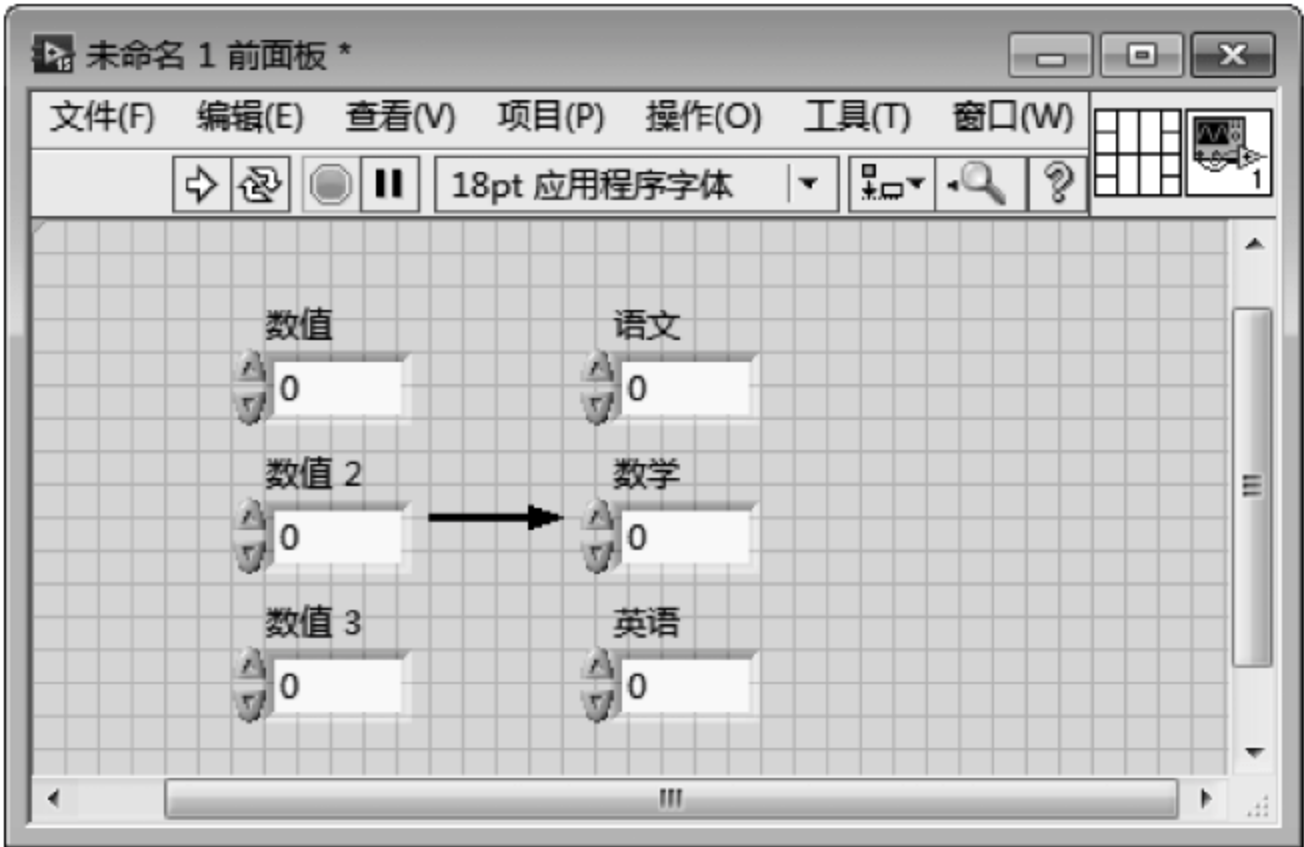 未命名 1 前面板 *
文件(F) 编辑(E) 查看(V) 项目(P) 操作(O) 工具(T) 窗口(W)
18pt 应用程序字体
1
数值 语文
0 0
数值 2 数学
0 0
数值 3 英语
0 0